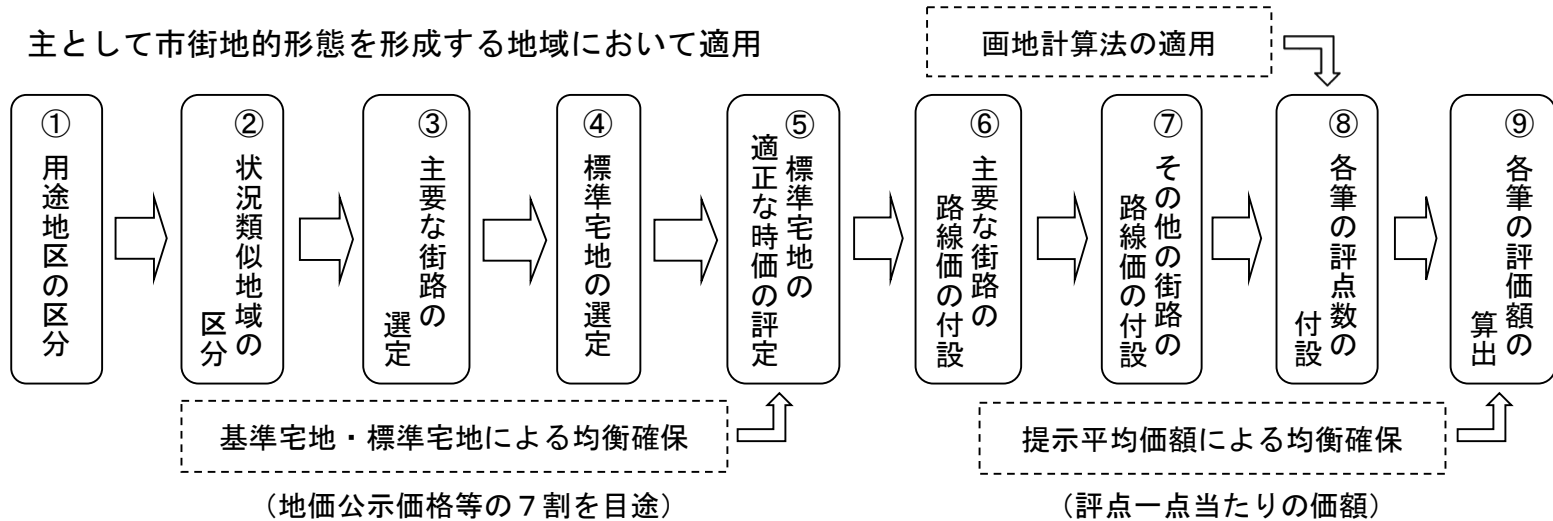 主として市街地的形態を形成する地域において適用
画地計算法の適用
①
用途地区の区分
②
状況類似地域の
区分
③
主要な街路の
選定
④
標準宅地の選定
⑤
標準宅地の
適正な時価の評定
⑥
主要な街路の
路線価の付設
⑦
その他の街路の
路線価の付設
⑧
各筆の評点数の
付設
⑨
各筆の評価額の
算出
基準宅地・標準宅地による均衡確保
提示平均価額による均衡確保
(地価公示価格等の７割を目途)
(評点一点当たりの価額)